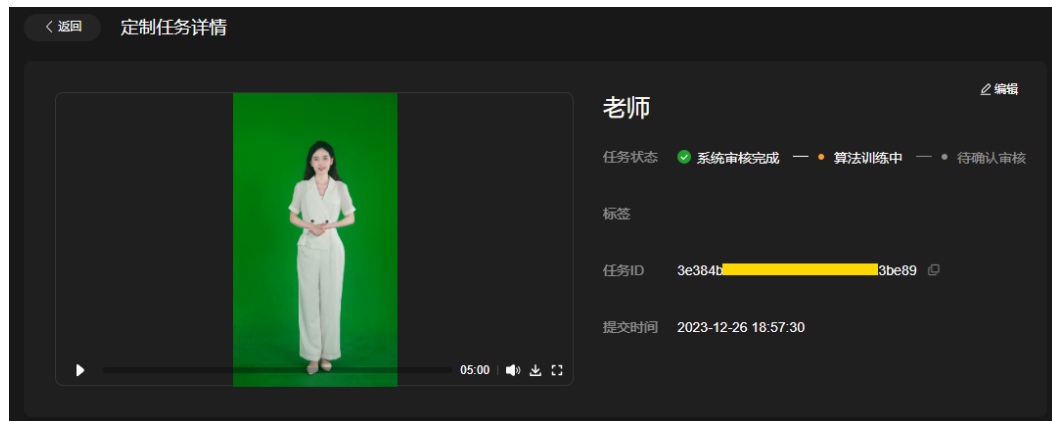 返回 定制任务详情
编辑
老师
任务状态 系统审核完成 算法训练中 待确认审核
标签
任务ID 3e384b 3be89
提交时间 2023-12-26 18:57:30
05:00